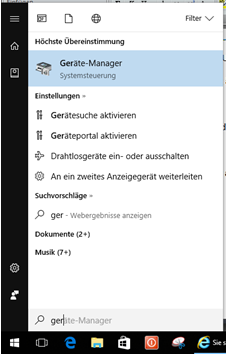 Filter
Höchste Übereinstimmung
Geräte-Manager
Systemsteuerung
Einstellungen
Gerätesuche aktivieren
Geräteportal aktivieren
Drahtlosgeräte ein- oder ausschalten
An ein zweites Anzeigegerät weiterleiten
Suchvorschläge
ger - Webergebnisse anzeigen
Dokumente (2+)
Musik (7+)
geräte-Manager
Sie s